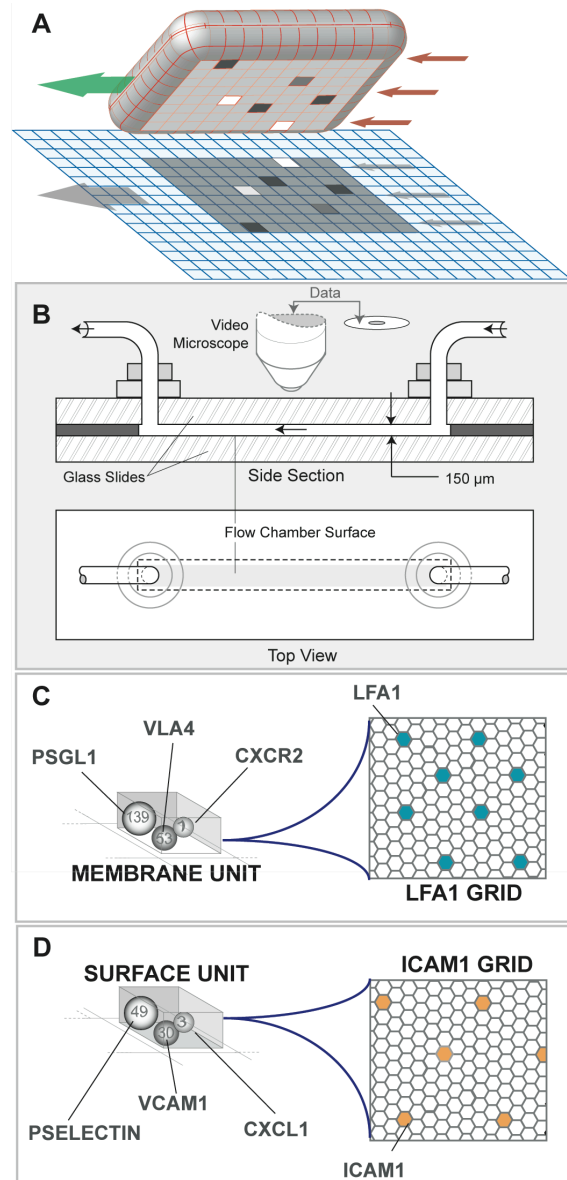 A
B
Data
Video
Microscope
Glass Slides
Side Section
150 µm
Flow Chamber Surface
Top View
C
LFA1
VLA4
PSGL1
CXCR2
139
53
7
MEMBRANE UNIT
LFA1 GRID
D
SURFACE UNIT
ICAM1 GRID
49
30
3
VCAM1
CXCL1
PSELECTIN
ICAM1